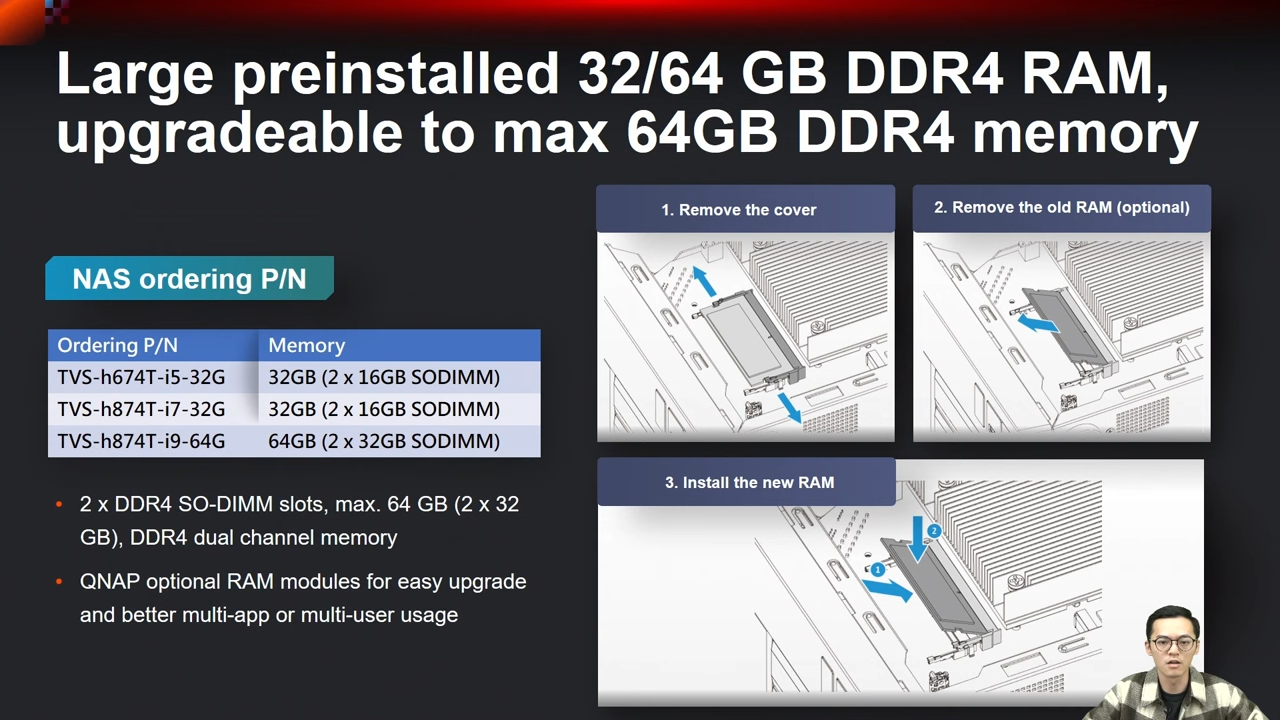 Large preinstalled 32/64 GB DDR4 RAM,
upgradeable to max 64GB DDR4 memory
NAS ordering P/N
Ordering P/N Memory
TVS-h674T-i5-32G 32GB (2 x 16GB SODIMM)
TVS-h874T-i7-32G 32GB (2 x 16GB SODIMM)
TVS-h874T-i9-64G 64GB (2 x 32GB SODIMM)
• 2 x DDR4 SO-DIMM slots, max. 64 GB (2 x 32
GB), DDR4 dual channel memory
• QNAP optional RAM modules for easy upgrade
and better multi-app or multi-user usage
1. Remove the cover
2. Remove the old RAM (optional)
3. Install the new RAM
1
2